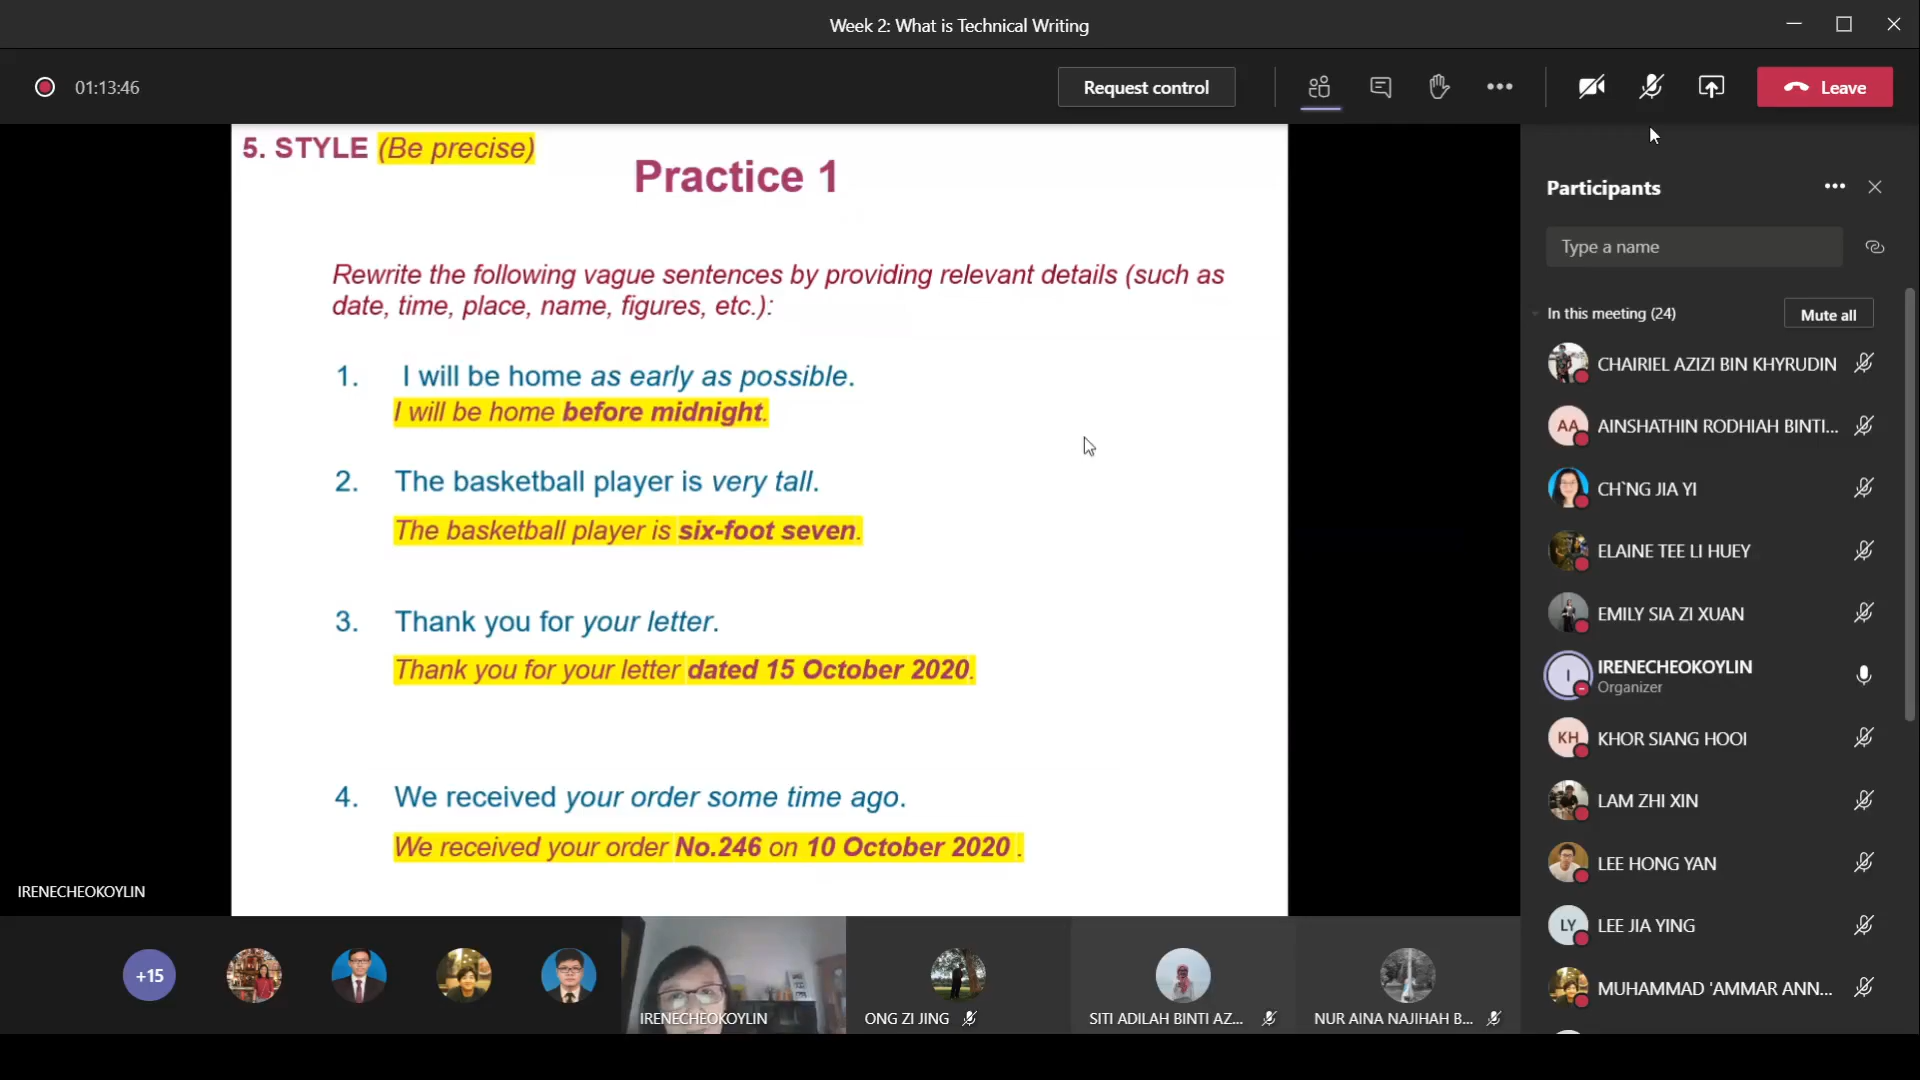 Week 2: What is Technical Writing
01:13:46
Request control
Leave
5. STYLE (Be precise)
Practice 1
Rewrite the following vague sentences by providing relevant details (such as
date, time, place, name, figures, etc.):
1. I will be home as early as possible.
I will be home before midnight.
2. The basketball player is very tall.
The basketball player is six-foot seven.
3. Thank you for your letter.
Thank you for your letter dated 15 October 2020.
4. We received your order some time ago.
We received your order No.246 on 10 October 2020 .
IRENECHEOKOYLIN
Participants
Type a name
In this meeting (24)
Mute all
CHAIRIEL AZIZI BIN KHYRUDIN
AA
AINSHATHIN RODHIAH BINTI...
CH`NG JIA YI
ELAINE TEE LI HUEY
EMILY SIA ZI XUAN
I
IRENECHEOKOYLIN
Organizer
KH
KHOR SIANG HOOI
LAM ZHI XIN
LEE HONG YAN
LY
LEE JIA YING
MUHAMMAD 'AMMAR ANN...
+15
IRENECHEOKOYLIN
ONG ZI JING
SITI ADILAH BINTI AZ...
NUR AINA NAJIHAH B...